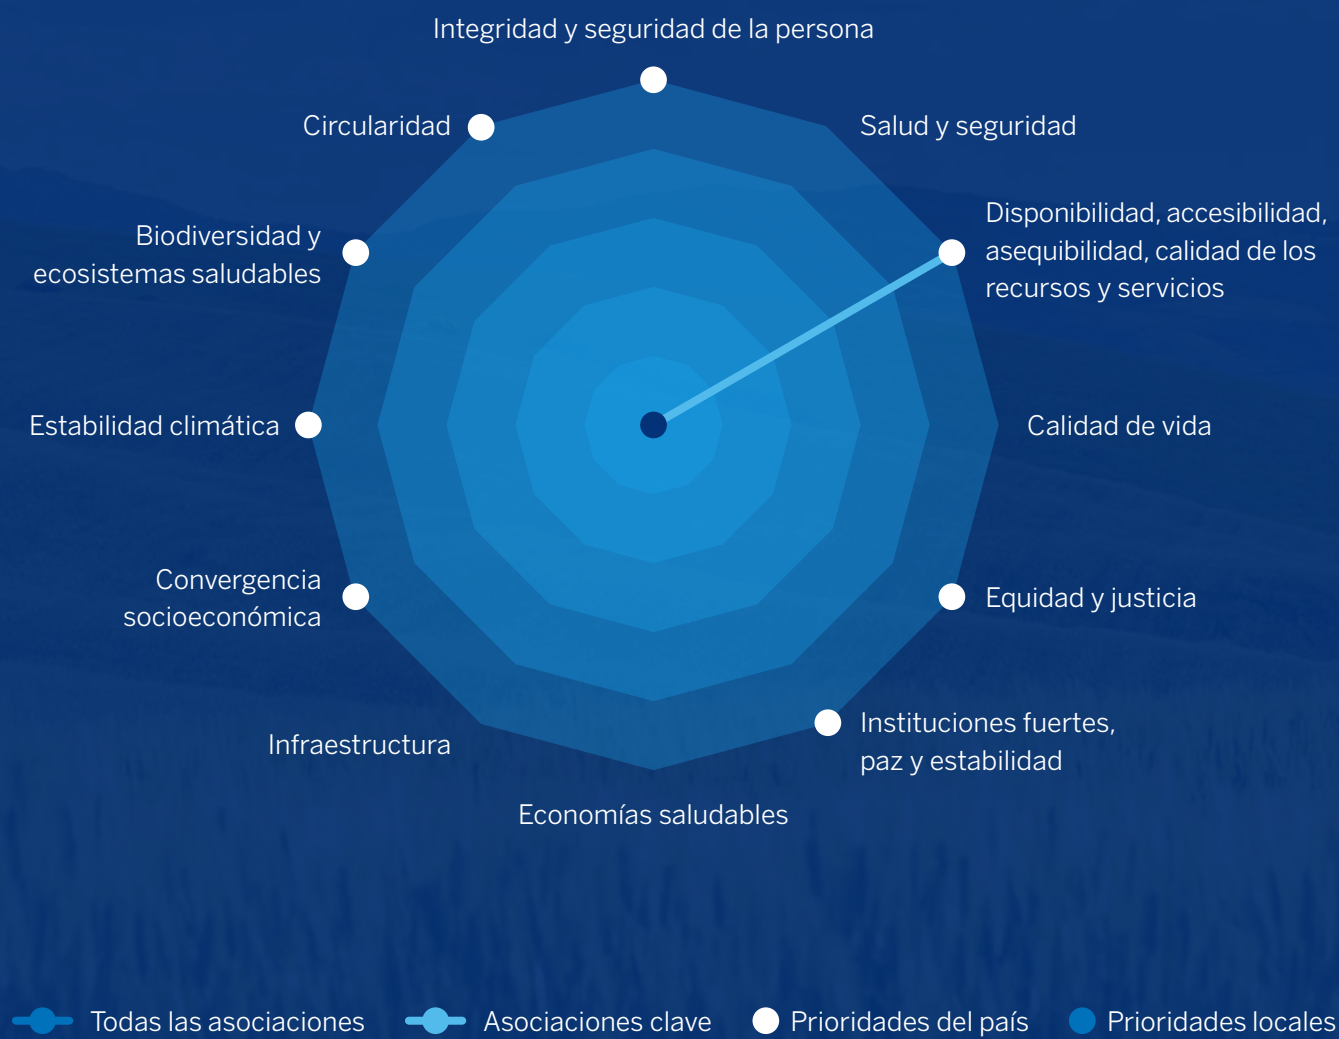 Integridad y seguridad de la persona
Circularidad
Salud y seguridad
Disponibilidad, accesibilidad,
asequibilidad, calidad de los
recursos y servicios
Biodiversidad y
ecosistemas saludables
Estabilidad climática
Calidad de vida
Convergencia
socioeconómica
Equidad y justicia
Infraestructura
Instituciones fuertes,
paz y estabilidad
Economías saludables
Todas las asociaciones
Asociaciones clave
Prioridades del país
Prioridades locales